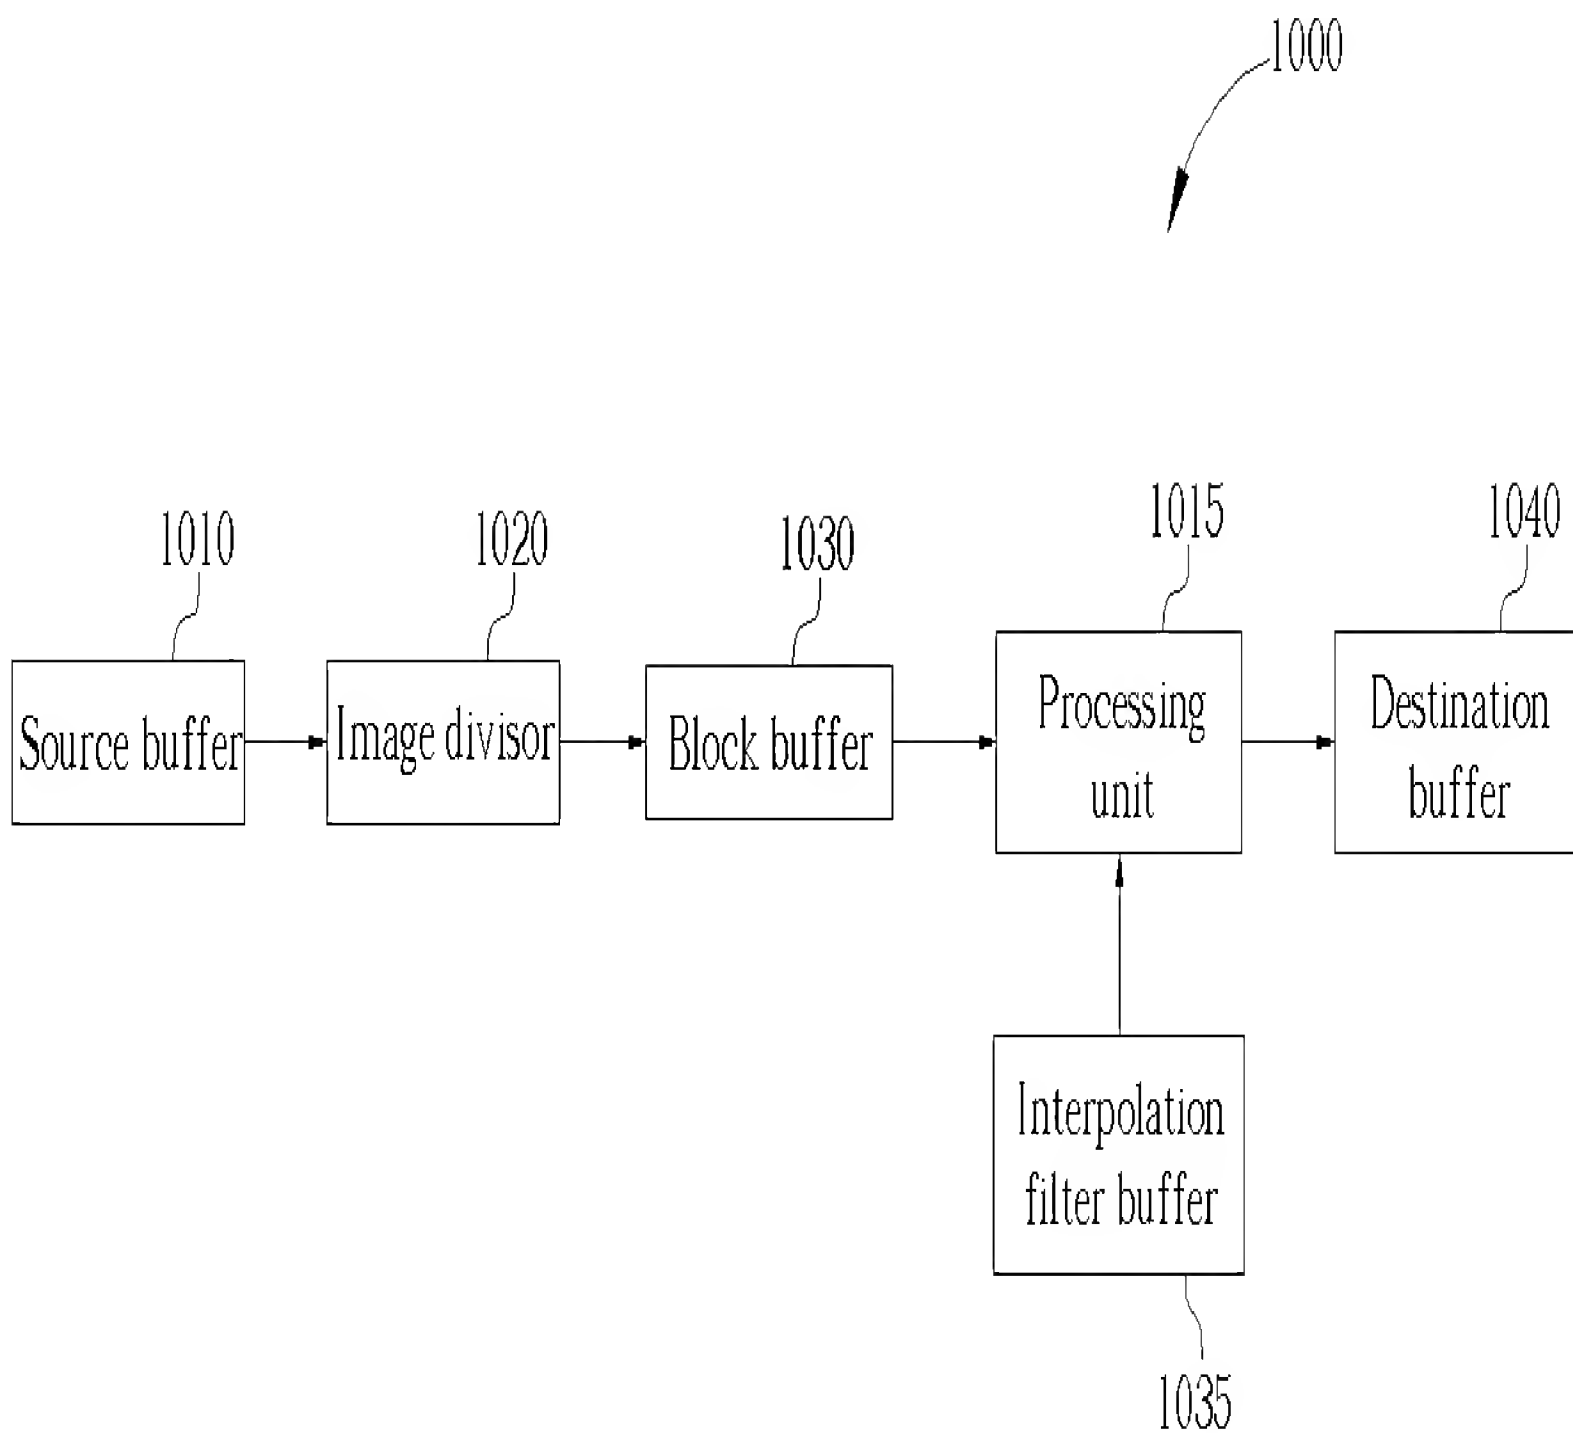 1000
1010
1020
1030
1015
1040
Source buffer
Image divisor
Block buffer
Processing
unit
Destination
buffer
Interpolation
filter buffer
1035